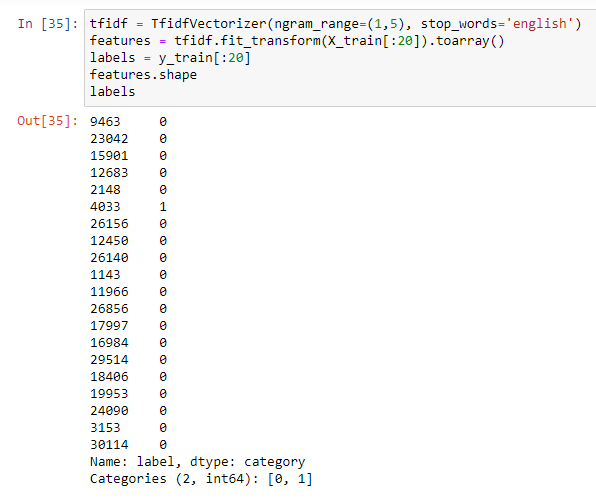 In [35]: tfidf = TfidfVectorizer(ngram_range=(1,5), stop_words='english')
features = tfidf.fit_transform(X_train[:20]).toarray()
labels = y_train[:20]
features.shape
labels
Out[35]: 9463 0
23042 0
15901 0
12683 0
2148 0
4033 1
26156 0
12450 0
26140 0
1143 0
11966 0
26856 0
17997 0
16984 0
29514 0
18406 0
19953 0
24090 0
3153 0
30114 0
Name: label, dtype: category
Categories (2, int64): [0, 1]